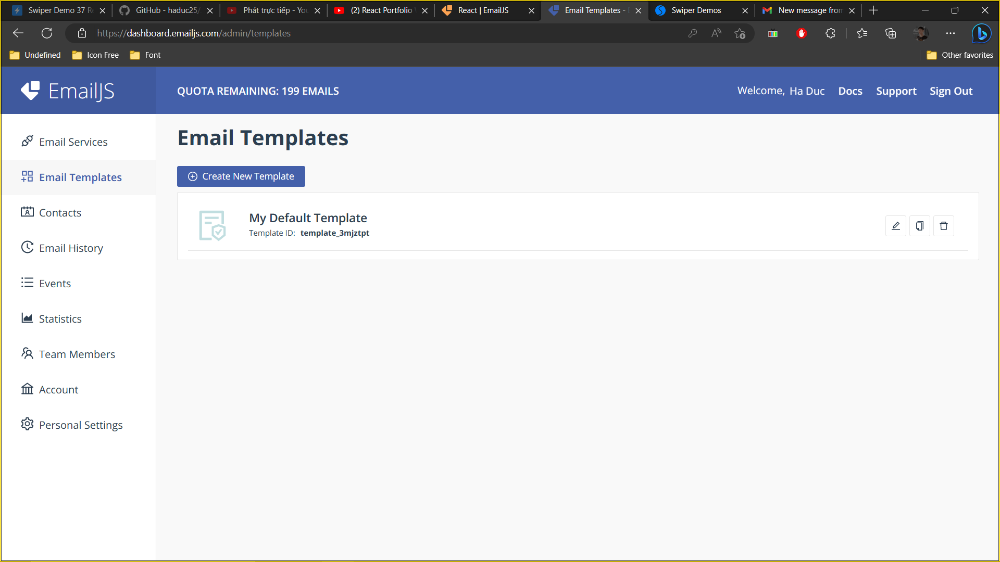 Swiper Demo 37 R
GitHub - haduc25/
Phát trực tiếp - You
(2) React Portfolio
React | EmailJS
Email Templates -
Swiper Demos
New message from
https://dashboard.emailjs.com/admin/templates
Undefined
Icon Free
Font
Other favorites
EmailJS
QUOTA REMAINING: 199 EMAILS
Welcome, Ha Duc
Docs
Support
Sign Out
Email Services
Email Templates
Contacts
Email History
Events
Statistics
Team Members
Account
Personal Settings
Email Templates
Create New Template
My Default Template
Template ID: template_3mjztpt